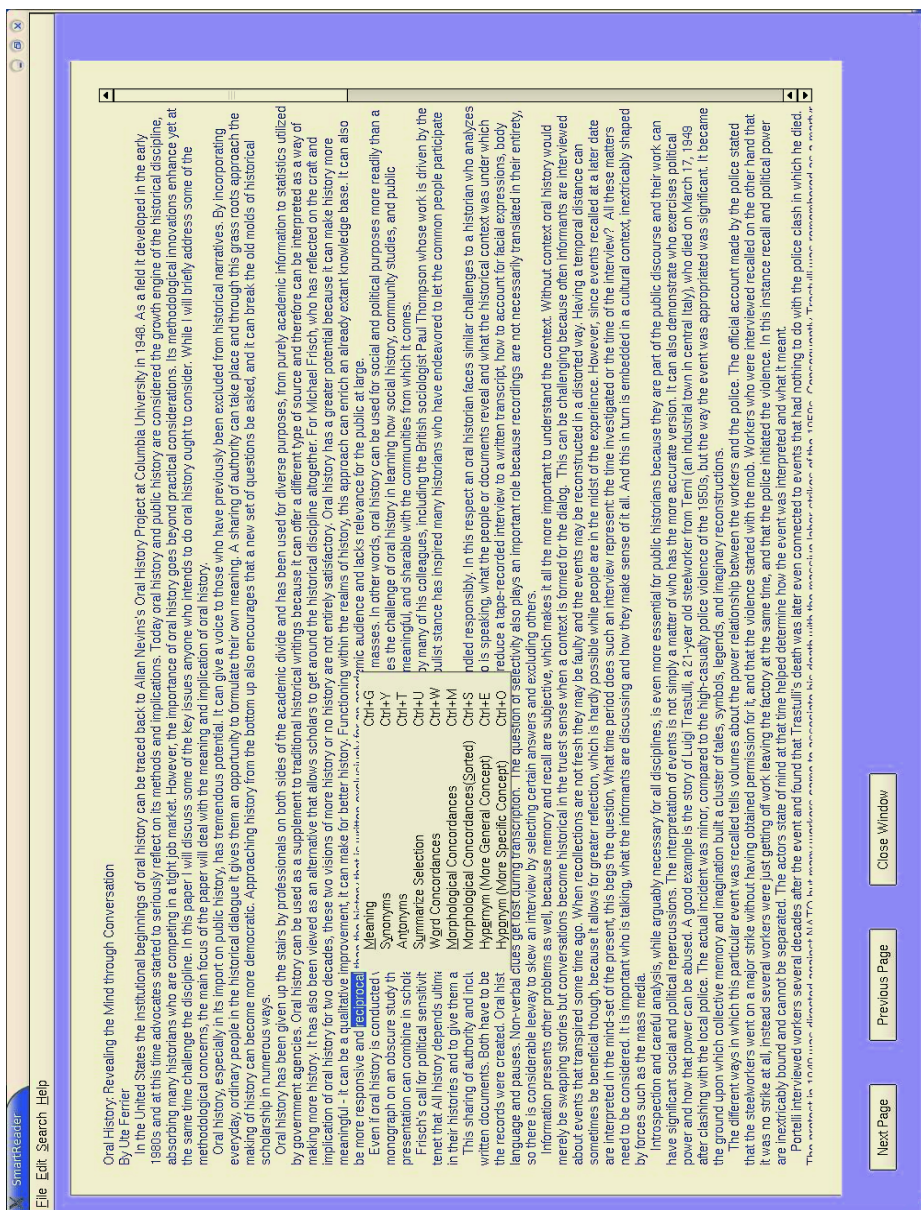 SmartReader
File Edit Search Help
Oral History: Revealing the Mind through Conversation
By Ute Ferrier
In the United States the institutional beginnings of oral history can be traced back to Allan Nevins's Oral History Project at Columbia University in 1948. As a field it developed in the early
1980s and at this time advocates started to seriously reflect on its methods and implications. Today oral history and public history are considered the growth engine of the historical discipline,
absorbing many historians who are competing in a tight job market. However, the importance of oral history goes beyond practical considerations. Its methodological innovations enhance yet at
the same time challenge the discipline. In this paper I will discuss some of the key issues anyone who intends to do oral history ought to consider. While I will briefly address some of the
methodological concerns, the main focus of the paper will deal with the meaning and implication of oral history.
Oral history, especially in its import on public history, has tremendous potential. It can give a voice to those who have previously been excluded from historical narratives. By incorporating
everyday, ordinary people in the historical dialogue it gives them an opportunity to formulate their own meaning. A sharing of authority can take place and through this grass roots approach the
making of history can become more democratic. Approaching history from the bottom up also encourages that a new set of questions be asked, and it can break the old molds of historical
scholarship in numerous ways.
Oral history has been given up the stairs by professionals on both sides of the academic divide and has been used for diverse purposes, from purely academic information to statistics utilized
by government agencies. Oral history can be used as a supplement to traditional historical writings because it can offer a different type of source and therefore can be interpreted as a way of
making more history. It has also been viewed as an alternative that allows scholars to get around the historical discipline altogether. For Michael Frisch, who has reflected on the craft and
implication of oral history for two decades, these two visions of more history or no history are not entirely satisfactory. Oral history has a greater potential because it can make history more
meaningful - it can be a qualitative improvement, it can make for better history. Functioning within the realms of history, this approach can enrich an already extant knowledge base. It can also
be more responsive and reciprocal than the history that is written exclusively for an academic audience and lacks relevance for the public at large.
Even if oral history is conducted masses. In other words, oral history can be used for social and political purposes more readily than a
monograph on an obscure study th es the challenge of oral history in learning how social history, community studies, and public
presentation can combine in schola meaningful, and sharable with the communities from which it comes.
Frisch's call for political sensitivit by many of his colleagues, including the British sociologist Paul Thompson whose work is driven by the
tenet that All history depends ultim pulist stance has inspired many historians who have endeavored to let the common people participate
in their histories and to give them a
This sharing of authority and inclu ndled responsibly. In this respect an oral historian faces similar challenges to a historian who analyzes
written documents. Both have to be o is speaking, what the people or documents reveal and what the historical context was under which
the records were created. Oral hist reduce a tape-recorded interview to a written transcript, how to account for facial expressions, body
language and pauses. Non-verbal clues get lost during transcription. The question of selectivity also plays an important role because recordings are not necessarily translated in their entirety,
so there is considerable leeway to skew an interview by selecting certain answers and excluding others.
Information presents other problems as well, because memory and recall are subjective, which makes it all the more important to understand the context. Without context oral history would
merely be swapping stories but conversations become historical in the truest sense when a context is formed for the dialog. This can be challenging because often informants are interviewed
about events that transpired some time ago. When recollections are not fresh they may be faulty and the events may be reconstructed in a distorted way. Having a temporal distance can
sometimes be beneficial though, because it allows for greater reflection, which is hardly possible while people are in the midst of the experience. However, since events recalled at a later date
are interpreted in the mind-set of the present, this begs the question, What time period does such an interview represent the time investigated or the time of the interview? All these matters
need to be considered. It is important who is talking, what the informants are discussing and how they make sense of it all. And this in turn is embedded in a cultural context, inextricably shaped
by forces such as the mass media.
Introspection and careful analysis, while arguably necessary for all disciplines, is even more essential for public historians because they are part of the public discourse and their work can
have significant social and political repercussions. The interpretation of events is not simply a matter of who has the more accurate version. It can also demonstrate who exercises political
power and how that power can be abused. A good example is the story of Luigi Trastulli, a 21-year old steelworker from Terni (an industrial town in central Italy), who died on March 17, 1949
after clashing with the local police. The actual incident was minor, compared to the high-casualty police violence of the 1950s, but the way the event was appropriated was significant. It became
the ground upon which collective memory and imagination built a cluster of tales, symbols, legends, and imaginary reconstructions.
The different ways in which this particular event was recalled tells volumes about the power relationship between the workers and the police. The official account made by the police stated
that the steelworkers went on a major strike without having obtained permission for it, and that the violence started with the mob. Workers who were interviewed recalled on the other hand that
it was no strike at all, instead several workers were just getting off work leaving the factory at the same time, and that the police initiated the violence. In this instance recall and political power
are inextricably bound and cannot be separated. The actors state of mind at that time helped determine how the event was interpreted and what it meant.
Portelli interviewed workers several decades after the event and found that Trastulli's death was later even connected to events that had nothing to do with the police clash in which he died.
The protest in 1949 was directed against NATO but many workers came to associate his death with the massive labor strikes of the 1950s. Consequently, Trastulli was remembered as a martyr
Meaning Ctrl+G
Synonyms Ctrl+Y
Antonyms Ctrl+T
Summarize Selection Ctrl+U
Word Concordances Ctrl+W
Morphological Concordances Ctrl+M
Morphological Concordances(Sorted) Ctrl+S
Hypernym (More General Concept) Ctrl+E
Hyponym (More Specific Concept) Ctrl+O
Next Page
Previous Page
Close Window